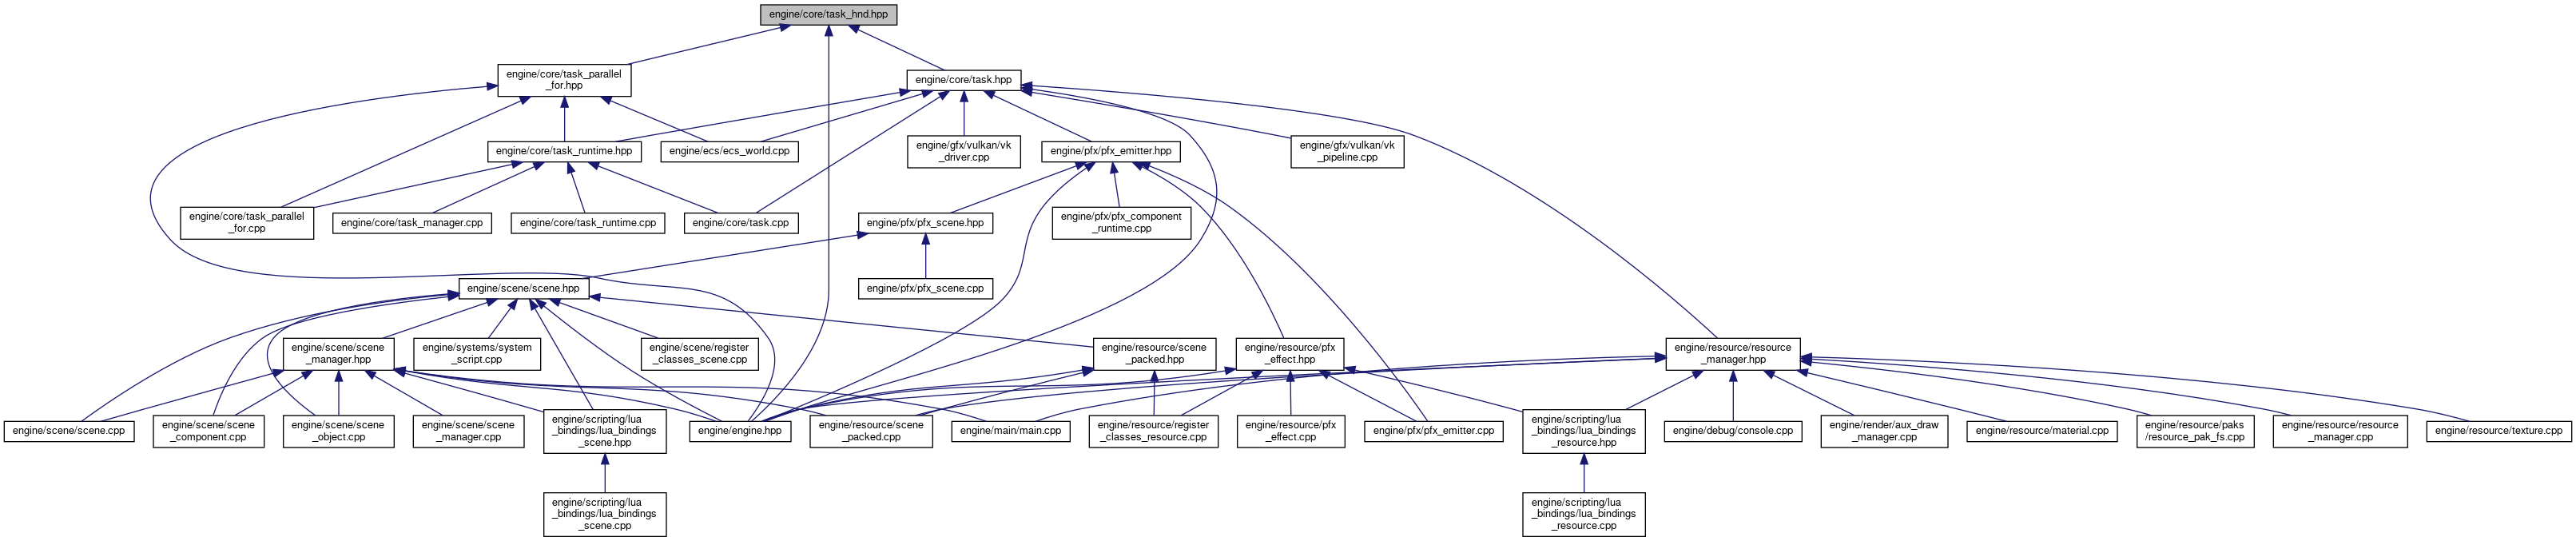 engine/core/task_hnd.hpp
engine/core/task_parallel
_for.hpp
engine/core/task.hpp
engine/core/task_runtime.hpp
engine/ecs/ecs_world.cpp
engine/gfx/vulkan/vk
_driver.cpp
engine/pfx/pfx_emitter.hpp
engine/gfx/vulkan/vk
_pipeline.cpp
engine/core/task_parallel
_for.cpp
engine/core/task_manager.cpp
engine/core/task_runtime.cpp
engine/core/task.cpp
engine/pfx/pfx_scene.hpp
engine/pfx/pfx_component
_runtime.cpp
engine/scene/scene.hpp
engine/pfx/pfx_scene.cpp
engine/scene/scene
_manager.hpp
engine/systems/system
_script.cpp
engine/scene/register
_classes_scene.cpp
engine/resource/scene
_packed.hpp
engine/resource/pfx
_effect.hpp
engine/resource/resource
_manager.hpp
engine/scene/scene.cpp
engine/scene/scene
_component.cpp
engine/scene/scene
_object.cpp
engine/scene/scene
_manager.cpp
engine/scripting/lua
_bindings/lua_bindings
_scene.hpp
engine/engine.hpp
engine/resource/scene
_packed.cpp
engine/main/main.cpp
engine/resource/register
_classes_resource.cpp
engine/resource/pfx
_effect.cpp
engine/pfx/pfx_emitter.cpp
engine/scripting/lua
_bindings/lua_bindings
_resource.hpp
engine/debug/console.cpp
engine/render/aux_draw
_manager.cpp
engine/resource/material.cpp
engine/resource/paks
/resource_pak_fs.cpp
engine/resource/resource
_manager.cpp
engine/resource/texture.cpp
engine/scripting/lua
_bindings/lua_bindings
_scene.cpp
engine/scripting/lua
_bindings/lua_bindings
_resource.cpp